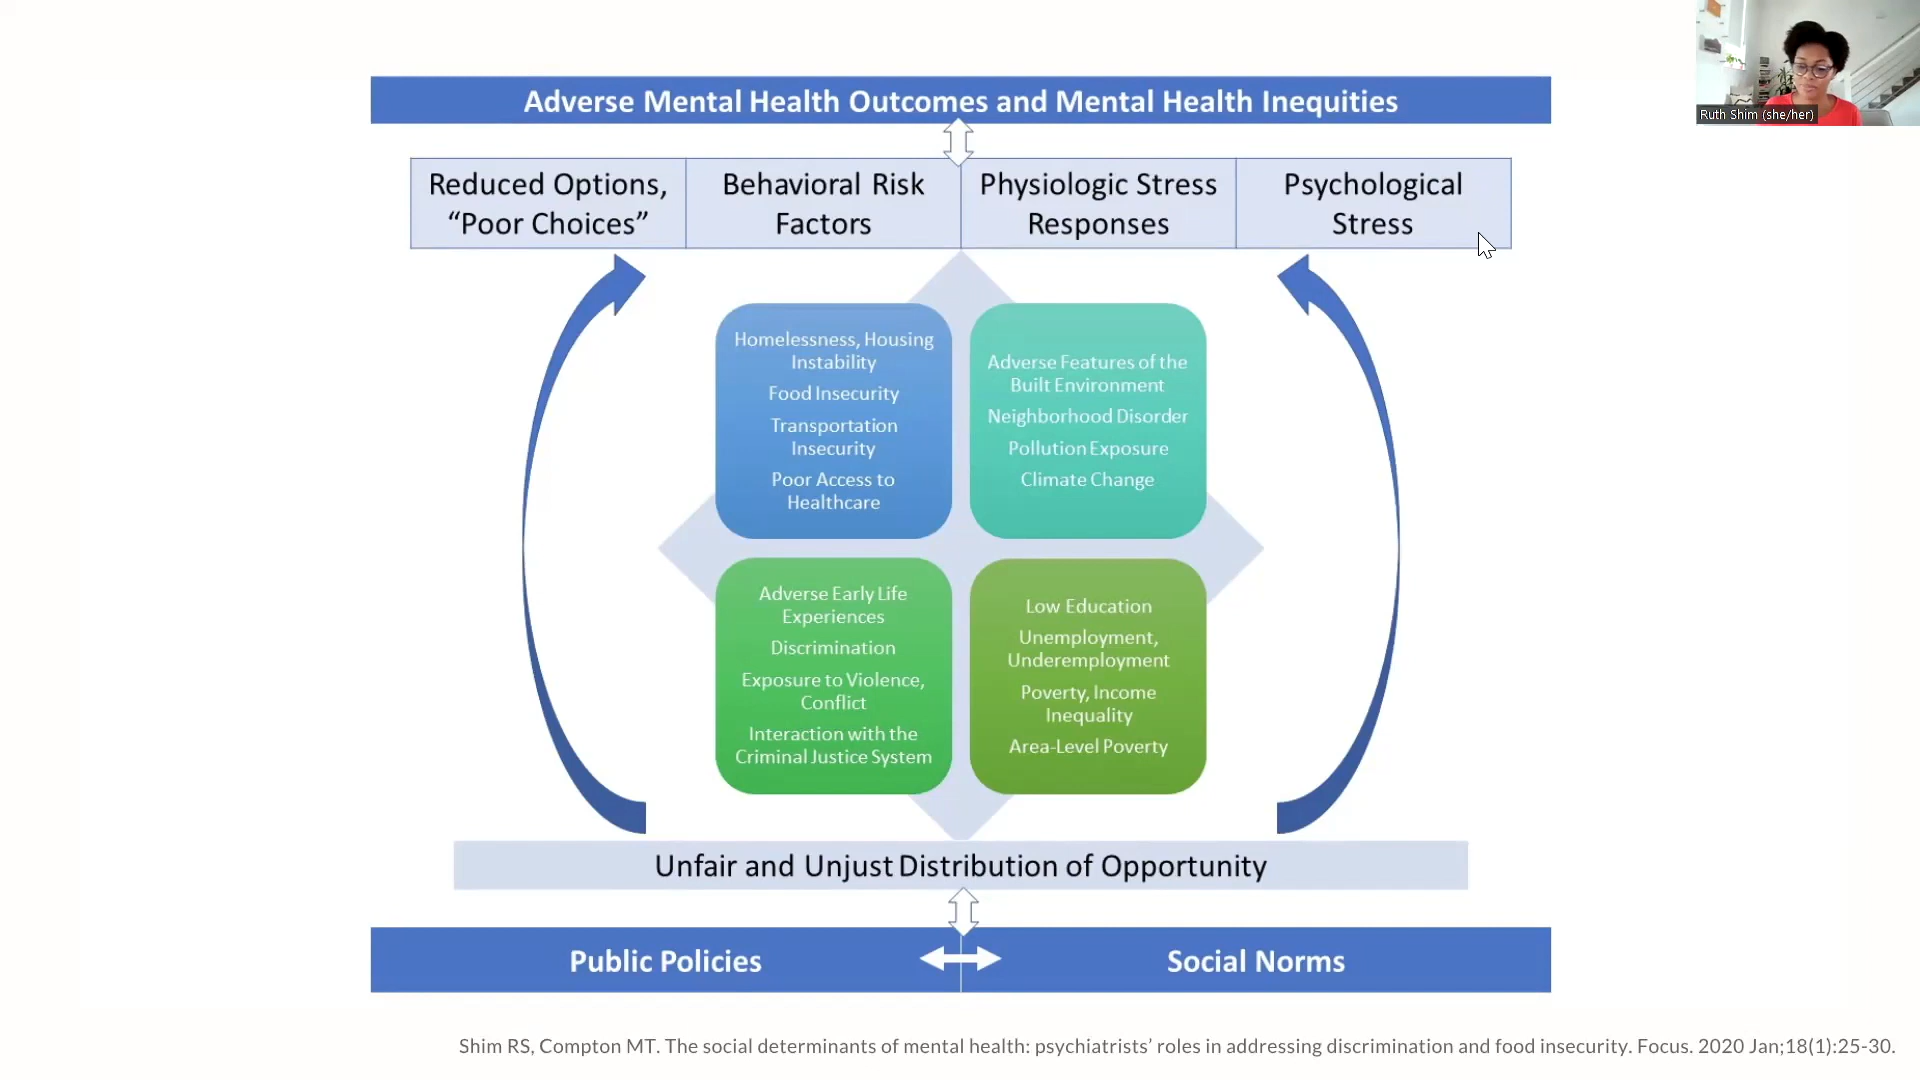 Ruth Shim (she/her)
Adverse Mental Health Outcomes and Mental Health Inequities
Reduced Options,
“Poor Choices”
Behavioral Risk
Factors
Physiologic Stress
Responses
Psychological
Stress
Homelessness, Housing
Instability
Food Insecurity
Transportation
Insecurity
Poor Access to
Healthcare
Adverse Features of the
Built Environment
Neighborhood Disorder
Pollution Exposure
Climate Change
Adverse Early Life
Experiences
Discrimination
Exposure to Violence,
Conflict
Interaction with the
Criminal Justice System
Low Education
Unemployment,
Underemployment
Poverty, Income
Inequality
Area-Level Poverty
Unfair and Unjust Distribution of Opportunity
Public Policies
Social Norms
Shim RS, Compton MT. The social determinants of mental health: psychiatrists’ roles in addressing discrimination and food insecurity. Focus. 2020 Jan;18(1):25-30.